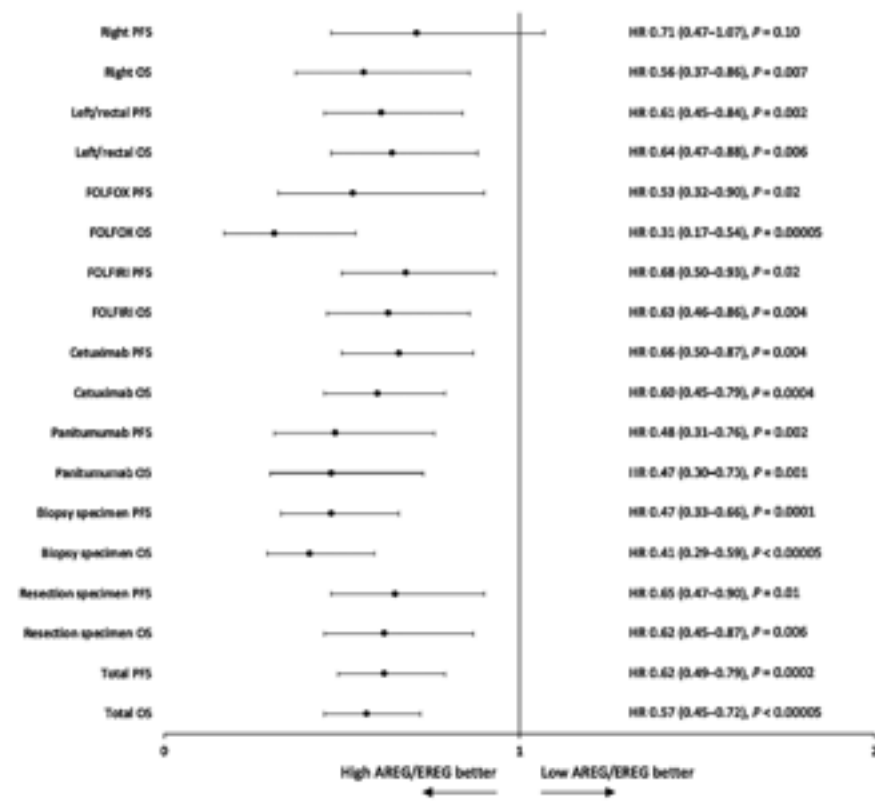 Right PFS HR 0.71 (0.47–1.07), P = 0.10
Right OS HR 0.56 (0.37–0.86), P = 0.007
Left/rectal PFS HR 0.61 (0.45–0.84), P = 0.002
Left/rectal OS HR 0.64 (0.47–0.88), P = 0.006
FOLFOX PFS HR 0.53 (0.32–0.90), P = 0.02
FOLFOX OS HR 0.31 (0.17–0.54), P = 0.00005
FOLFIRI PFS HR 0.68 (0.50–0.93), P = 0.02
FOLFIRI OS HR 0.63 (0.46–0.86), P = 0.004
Cetuximab PFS HR 0.66 (0.50–0.87), P = 0.004
Cetuximab OS HR 0.60 (0.45–0.79), P = 0.0004
Panitumumab PFS HR 0.48 (0.31–0.76), P = 0.002
Panitumumab OS HR 0.47 (0.30–0.73), P = 0.001
Biopsy specimen PFS HR 0.47 (0.33–0.66), P = 0.0001
Biopsy specimen OS HR 0.41 (0.29–0.59), P < 0.00005
Resection specimen PFS HR 0.65 (0.47–0.90), P = 0.01
Resection specimen OS HR 0.62 (0.45–0.87), P = 0.006
Total PFS HR 0.62 (0.49–0.79), P = 0.0002
Total OS HR 0.57 (0.45–0.72), P < 0.00005
0 1 2
High AREG/EREG better Low AREG/EREG better